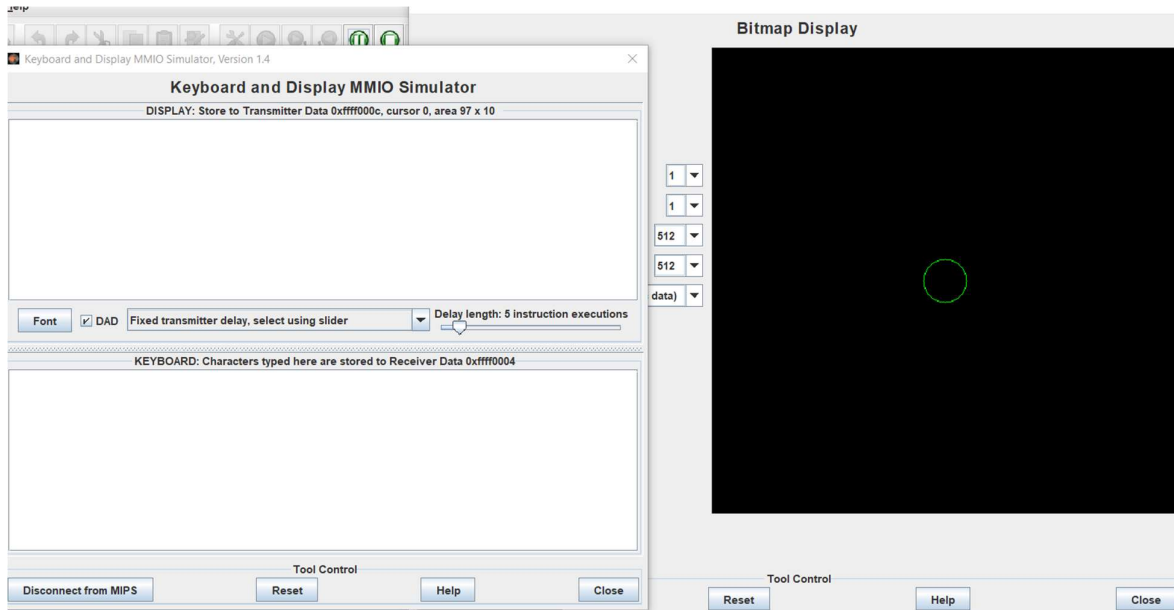 Help
Keyboard and Display MMIO Simulator, Version 1.4
Keyboard and Display MMIO Simulator
DISPLAY: Store to Transmitter Data 0xffff000c, cursor 0, area 97 x 10
Font
DAD
Fixed transmitter delay, select using slider
Delay length: 5 instruction executions
KEYBOARD: Characters typed here are stored to Receiver Data 0xffff0004
Tool Control
Disconnect from MIPS
Reset
Help
Close
Bitmap Display
1
1
512
512
data)
Tool Control
Reset
Help
Close